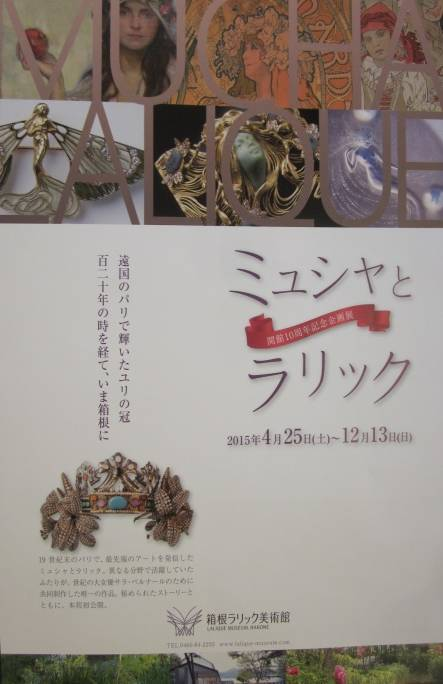 MUCHA
LALIQUE
ミュシャと
開館10周年記念企画展
ラリック
2015年4月25日(土)〜12月13日(日)
遠国のパリで輝いたユリの冠
百二十年の時を経て、いま箱根に
19世紀末のパリで、最先端のアートを発信した
ミュシャとラリック。異なる分野で活躍していた
ふたりが、世紀の大女優サラ・ベルナールのために
共同制作した唯一の作品。秘められたストーリーと
ともに、本邦初公開。
箱根ラリック美術館
LALIQUE MUSEUM, HAKONE
TEL.0460-84-2255 www.lalique-museum.com